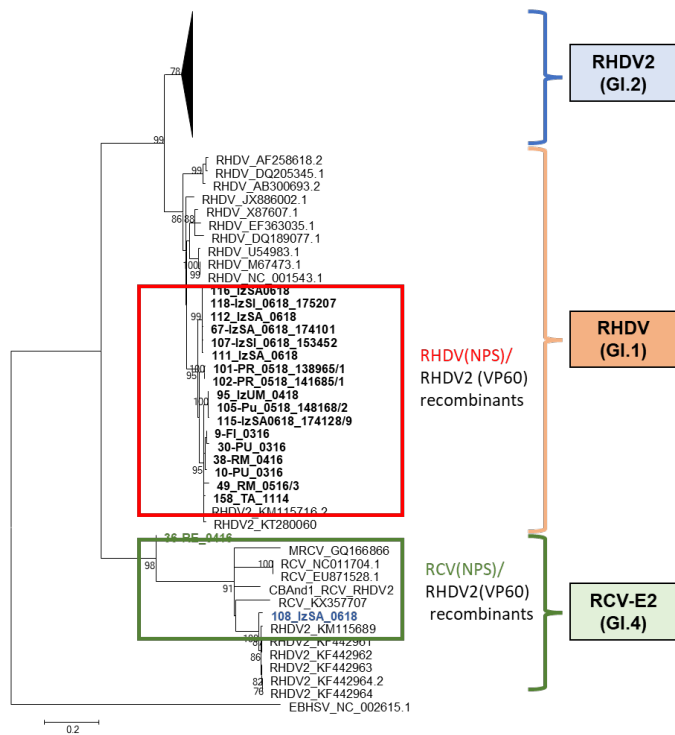 78
RHDV2
(GI.2)
99
RHDV_AF258618.2
99
RHDV_DQ205345.1
RHDV_AB300693.2
RHDV_JX886002.1
86
88
RHDV_X87607.1
RHDV_EF363035.1
RHDV_DQ189077.1
RHDV_U54983.1
100
RHDV_M67473.1
99
RHDV_NC_001543.1
116_IzSA0618
118-IzSI_0618_175207
99
112_IzSA_0618
67-IzSA_0618_174101
107-IzSI_0618_153452
111_IzSA_0618
100
101-PR_0518_138965/1
95
102-PR_0518_141685/1
95_IzUM_0418
100
105-Pu_0518_148168/2
115-IzSA0618_174128/9
9-FI_0316
30-PU_0316
38-RM_0416
95
10-PU_0316
49_RM_0516/3
158_TA_1114
RHDV2_KM115716.2
RHDV2_KT280060
RHDV(NPS)/
RHDV2 (VP60)
recombinants
RHDV
(GI.1)
36-RE_0416
98
MRCV_GQ166866
RCV_NC011704.1
100
RCV_EU871528.1
91
CBAnd1_RCV_RHDV2
RCV_KX357707
108_IzSA_0618
100
RHDV2_KM115689
RHDV2_KF442961
86
RHDV2_KF442962
RHDV2_KF442963
82
RHDV2_KF442964.2
76
RHDV2_KF442964
EBHSV_NC_002615.1
RCV(NPS)/
RHDV2(VP60)
recombinants
RCV-E2
(GI.4)
0.2